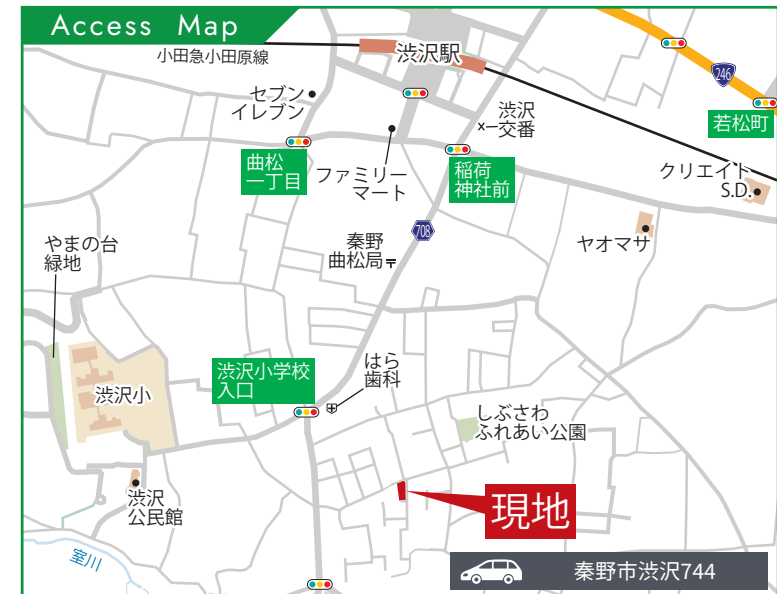 Access Map
小田急小田原線
渋沢駅
246
セブン
イレブン
渋沢
交番
若松町
曲松
一丁目
ファミリー
マート
稲荷
神社前
クリエイト
S.D.
708
やまの台
緑地
秦野
曲松局〒
ヤオマサ
渋沢小学校
入口
はら
歯科
渋沢小
しぶさわ
ふれあい公園
渋沢
公民館
現地
室川
秦野市渋沢744